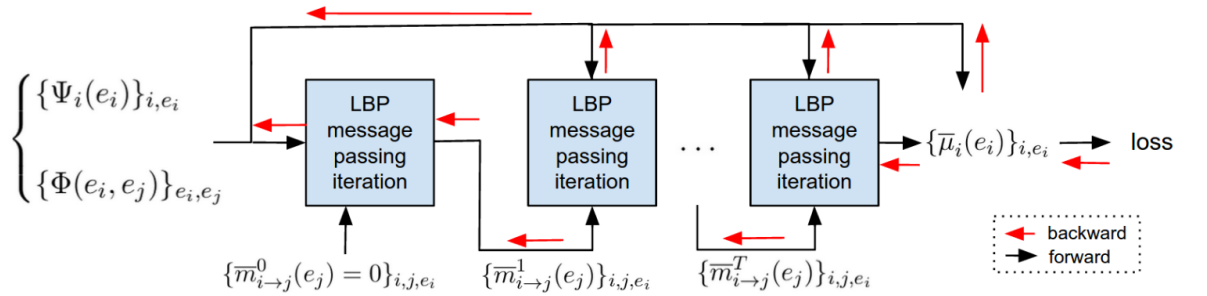 {Ψ_i(e_i)}_{i,e_i}
{Φ(e_i, e_j)}_{e_i,e_j}
LBP
message
passing
iteration
LBP
message
passing
iteration
...
LBP
message
passing
iteration
{μ̅_i(e_i)}_{i,e_i}
loss
{m̅^0_{i→j}(e_j) = 0}_{i,j,e_i}
{m̅^1_{i→j}(e_j)}_{i,j,e_i}
{m̅^T_{i→j}(e_j)}_{i,j,e_i}
backward
forward